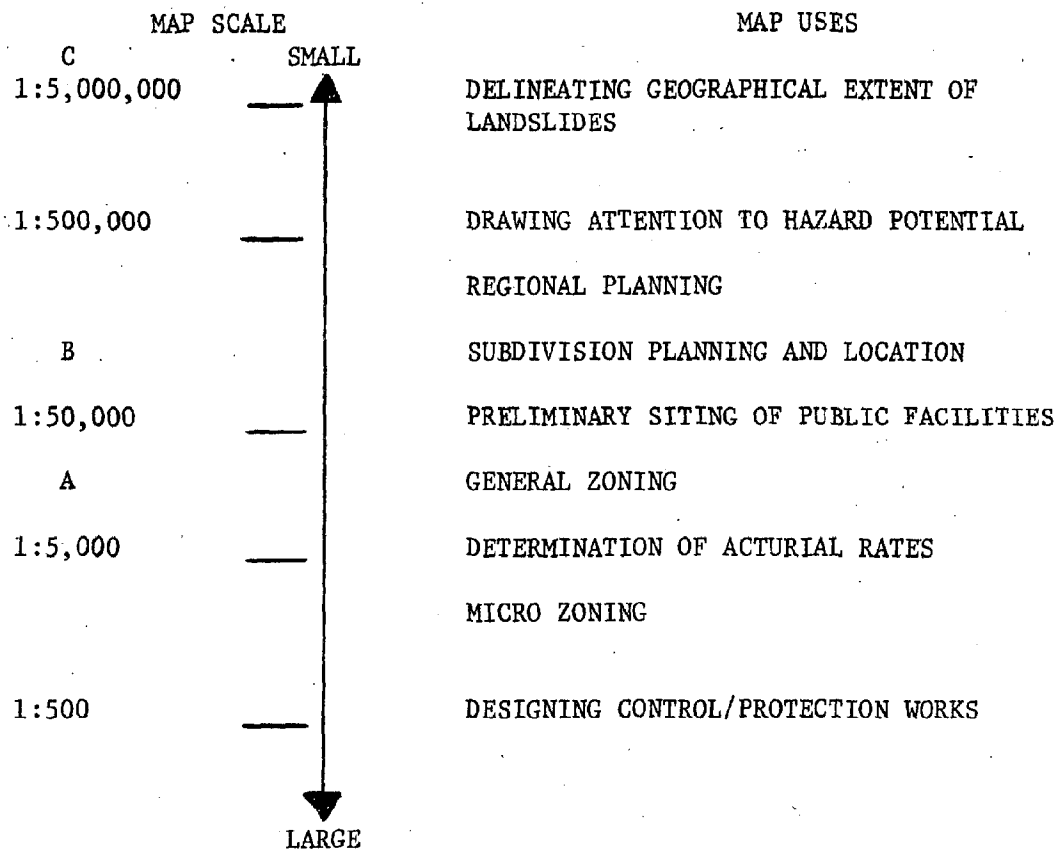 MAP SCALE MAP USES
C SMALL
1:5,000,000 DELINEATING GEOGRAPHICAL EXTENT OF
LANDSLIDES
1:500,000 DRAWING ATTENTION TO HAZARD POTENTIAL
REGIONAL PLANNING
B SUBDIVISION PLANNING AND LOCATION
1:50,000 PRELIMINARY SITING OF PUBLIC FACILITIES
A GENERAL ZONING
1:5,000 DETERMINATION OF ACTURIAL RATES
MICRO ZONING
1:500 DESIGNING CONTROL/PROTECTION WORKS
LARGE